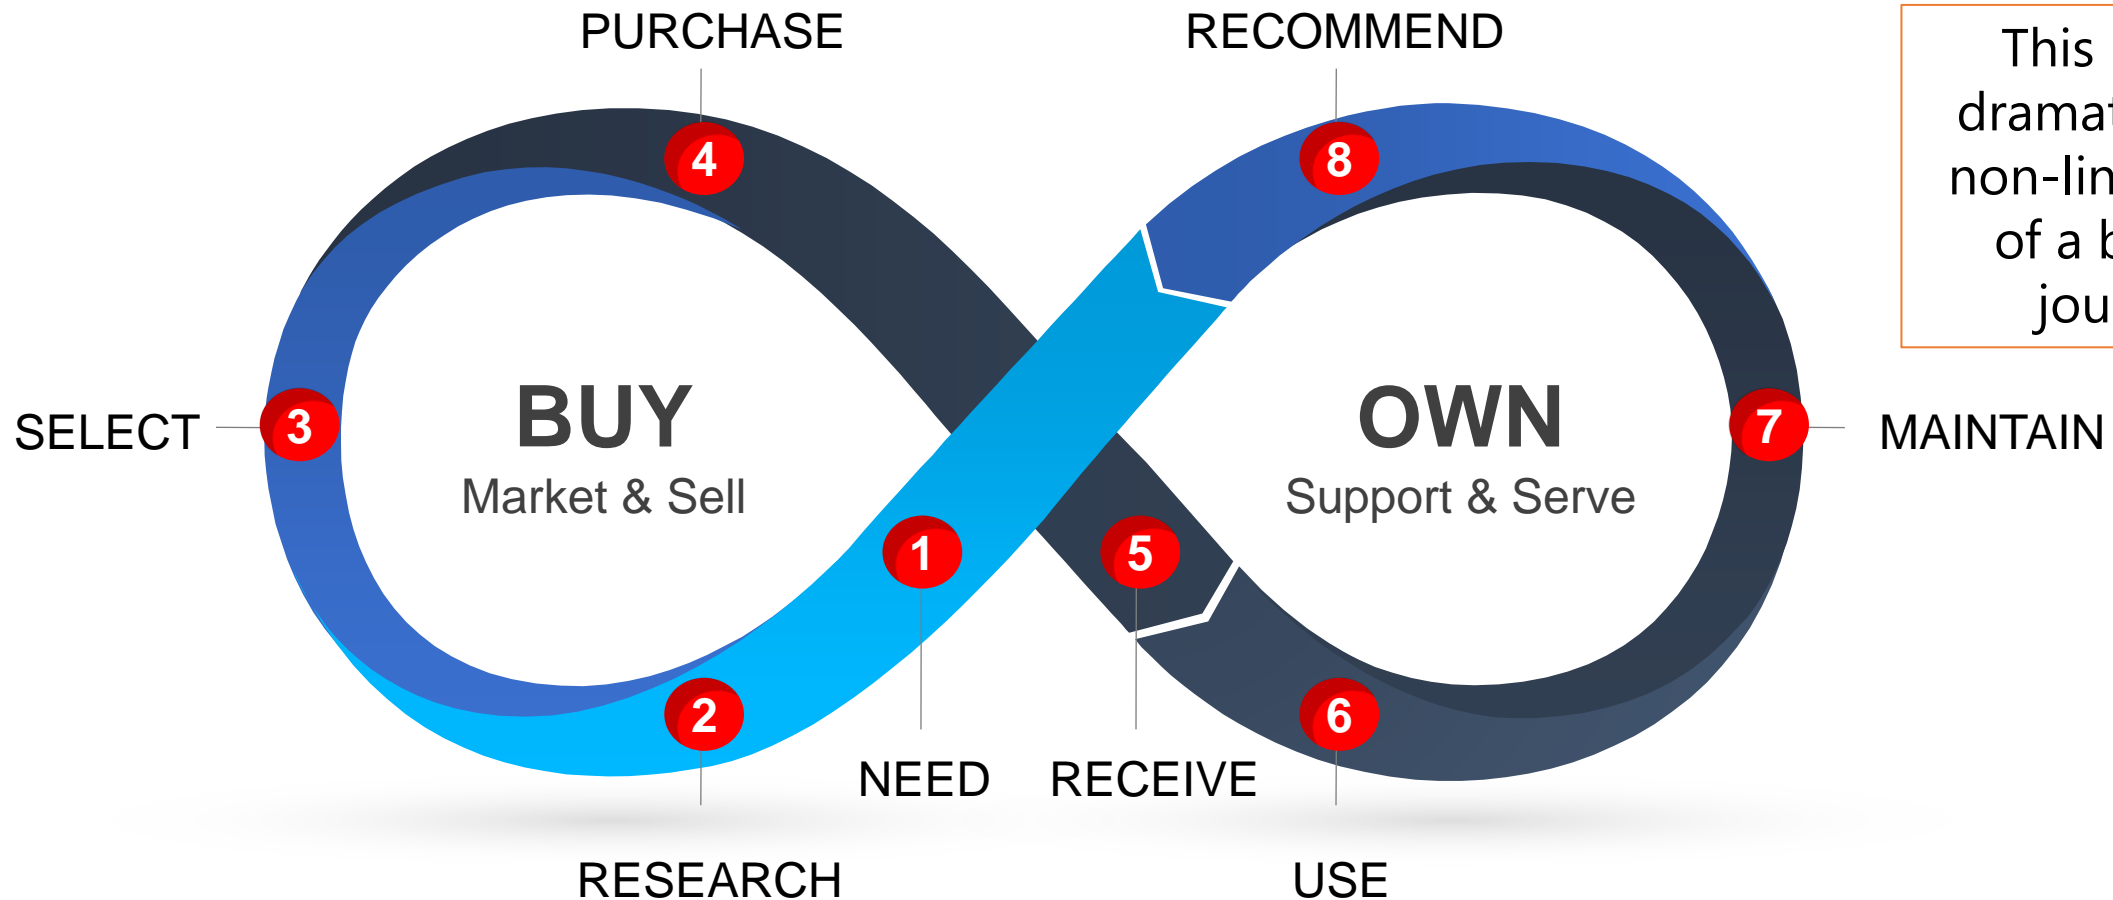 PURCHASE
RECOMMEND
4
8
SELECT
3
BUY
Market & Sell
OWN
Support & Serve
7
MAINTAIN
1
5
2
6
NEED
RECEIVE
RESEARCH
USE
This
of a